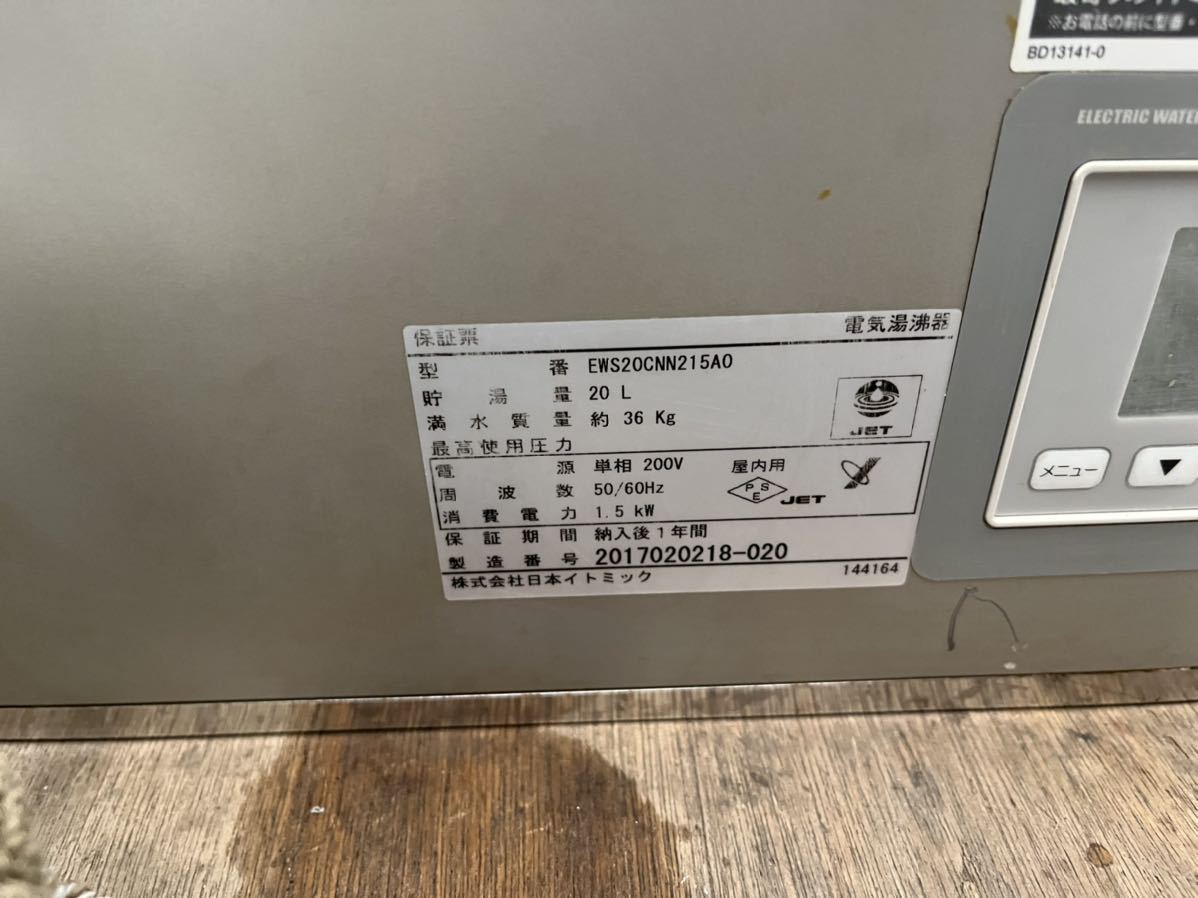 ※お電話の前に型番・
BD13141-0
ELECTRIC WATE
保証票 電気湯沸器
型番 EWS20CNN215A0
貯湯量 20 L
満水質量 約 36 Kg
JET
最高使用圧力
電源 単相 200V 屋内用
周波数 50/60Hz
PSE JET
消費電力 1.5 kW
保証期間 納入後1年間
製造番号 2017020218-020
株式会社日本イトミック 144164
メニュー ▼